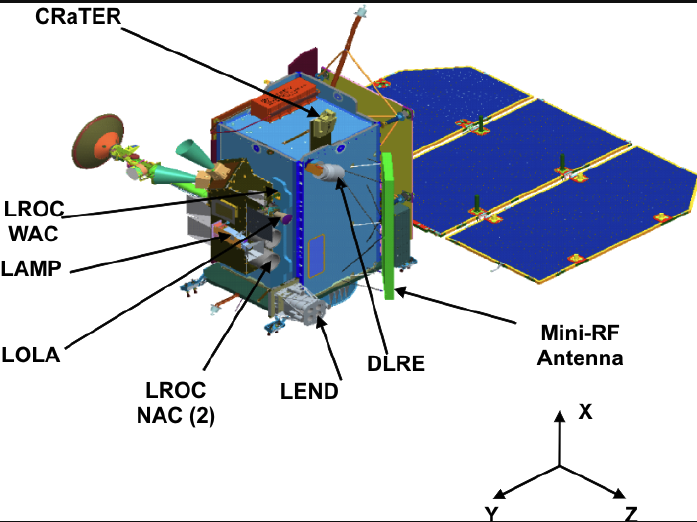 CRaTER
LROC
WAC
LAMP
LOLA
LROC
NAC (2)
LEND
DLRE
Mini-RF
Antenna
X
Y
Z